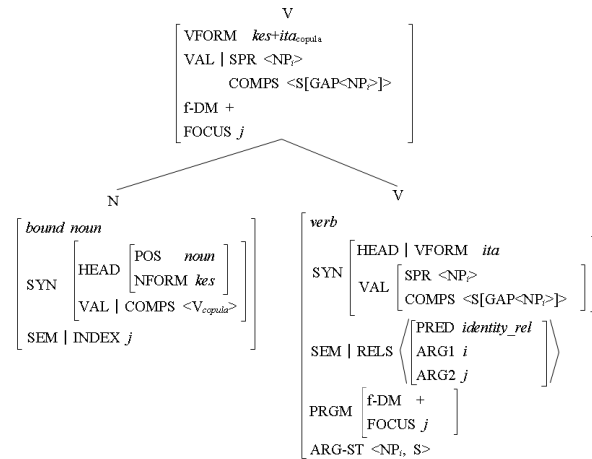 V
VFORM kes+ita copula
VAL | SPR <NPi>
COMPS <S[GAP<NPi>]>
f-DM +
FOCUS j
N
bound noun
SYN
HEAD
POS noun
NFORM kes
VAL | COMPS <Vcopula>
SEM | INDEX j
V
verb
SYN
HEAD | VFORM ita
VAL
SPR <NPi>
COMPS <S[GAP<NPi>]>
SEM | RELS
PRED identity_rel
ARG1 i
ARG2 j
PRGM
f-DM +
FOCUS j
ARG-ST <NPi, S>